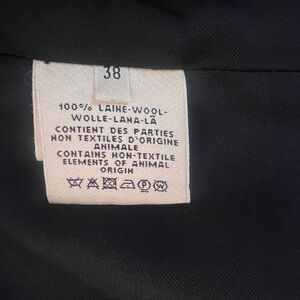 38
100% LAINE-WOOL-
WOLLE-LANA-LÃ
CONTIENT DES PARTIES
NON TEXTILES D'ORIGINE
ANIMALE
CONTAINS NON-TEXTILE
ELEMENTS OF ANIMAL
ORIGIN